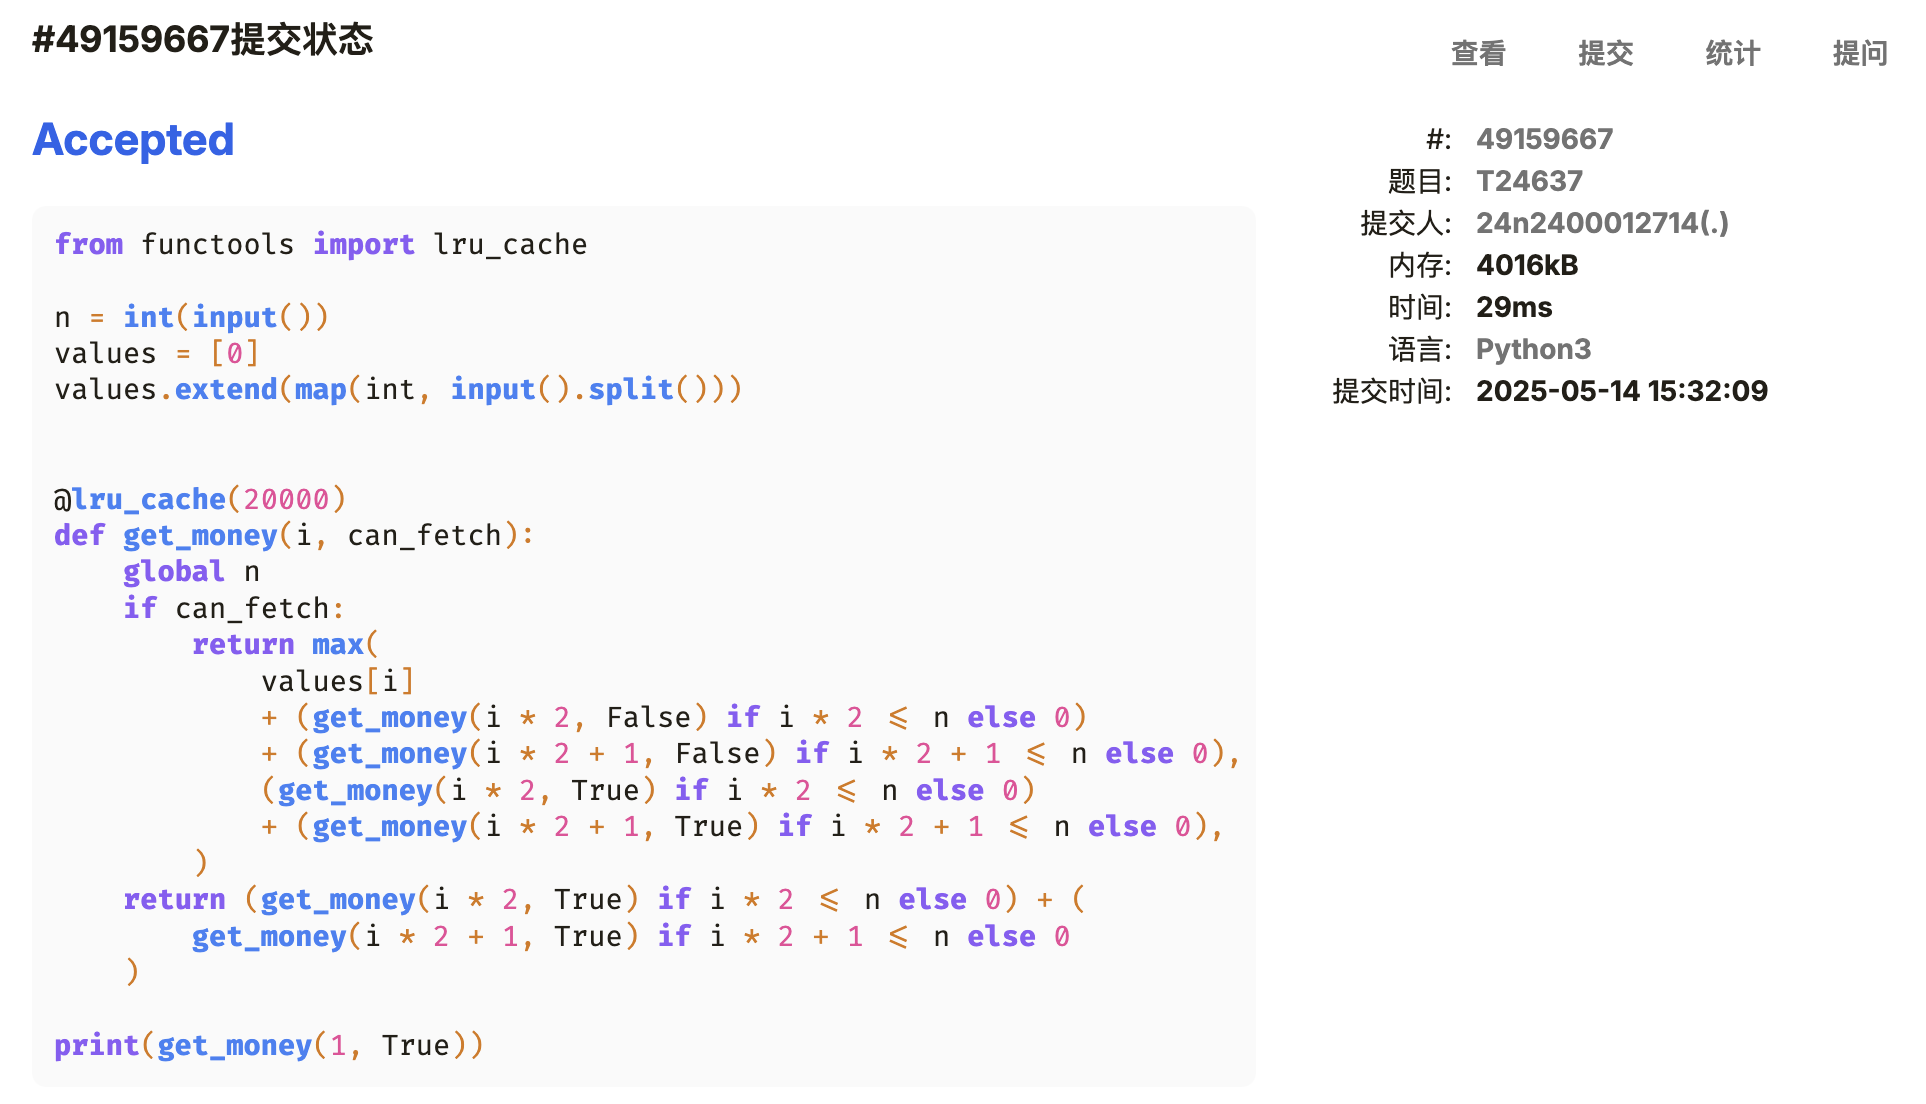 #49159667提交状态
查看 提交 统计 提问
Accepted
from functools import lru_cache
n = int(input())
values = [0]
values.extend(map(int, input().split()))
@lru_cache(20000)
def get_money(i, can_fetch):
    global n
    if can_fetch:
        return max(
            values[i]
            + (get_money(i * 2, False) if i * 2 <= n else 0)
            + (get_money(i * 2 + 1, False) if i * 2 + 1 <= n else 0),
            (get_money(i * 2, True) if i * 2 <= n else 0)
            + (get_money(i * 2 + 1, True) if i * 2 + 1 <= n else 0),
        )
    return (get_money(i * 2, True) if i * 2 <= n else 0) + (
        get_money(i * 2 + 1, True) if i * 2 + 1 <= n else 0
    )
print(get_money(1, True))
#: 49159667
题目: T24637
提交人: 24n2400012714(.)
内存: 4016kB
时间: 29ms
语言: Python3
提交时间: 2025-05-14 15:32:09